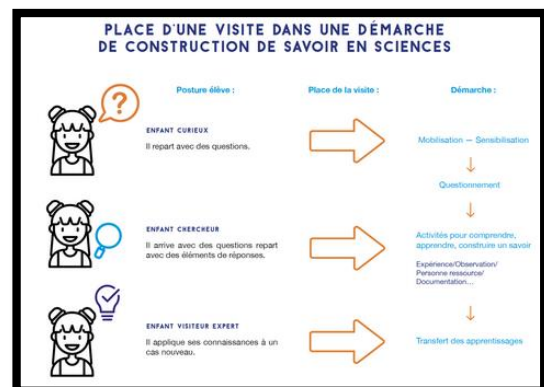 PLACE D'UNE VISITE DANS UNE DÉMARCHE
DE CONSTRUCTION DE SAVOIR EN SCIENCES
Posture élève :
Place de la visite :
Démarche :
?
ENFANT CURIEUX
Il repart avec des questions.
Mobilisation — Sensibilisation
Questionnement
ENFANT CHERCHEUR
Il arrive avec des questions repart
avec des éléments de réponses.
Activités pour comprendre,
apprendre, construire un savoir
Expérience/Observation/
Personne ressource/
Documentation...
ENFANT VISITEUR EXPERT
Il applique ses connaissances à un
cas nouveau.
Transfert des apprentissages